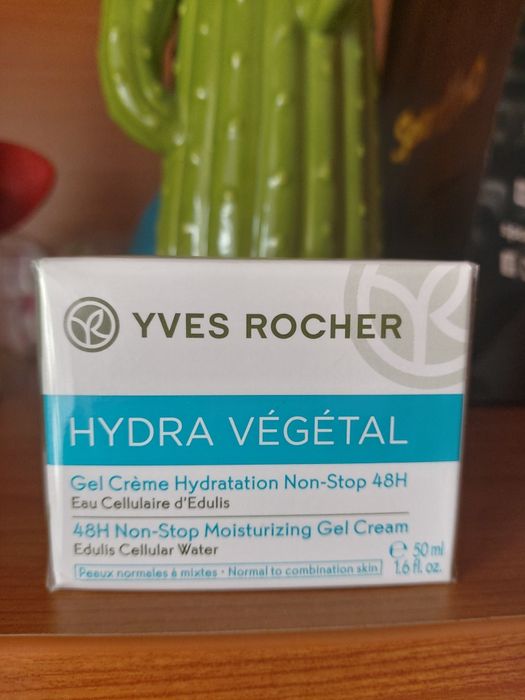 YVES ROCHER
HYDRA VÉGÉTAL
Gel Crème Hydratation Non-Stop 48H
Eau Cellulaire d'Edulis
48H Non-Stop Moisturizing Gel Cream
Edulis Cellular Water
℮ 50 ml
Peaux normales à mixtes • Normal to combination skin
1.6 fl. oz.